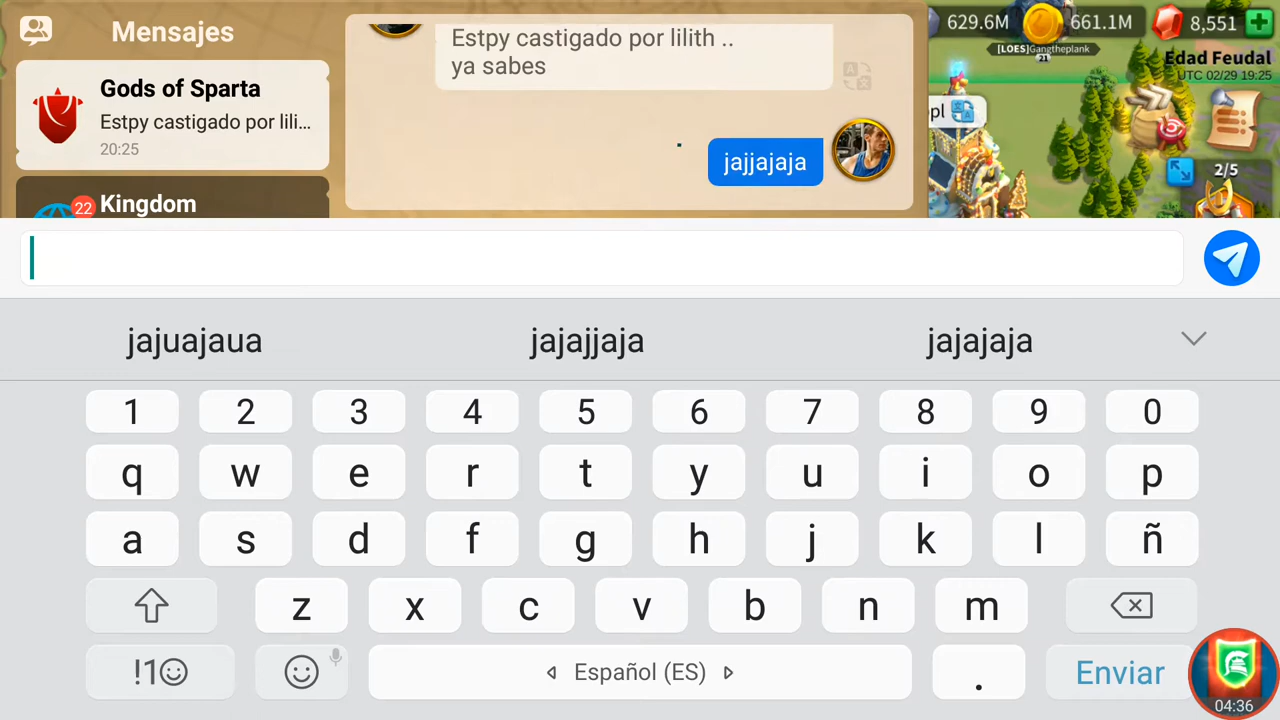 Mensajes
Gods of Sparta
Estpy castigado por lili...
20:25
22
Kingdom
Estpy castigado por lilith ..
ya sabes
jajjajaja
629.6M
661.1M
8,551
[LOES]Gangtheplank
21
Edad Feudal
UTC 02/29 19:25
pl
2/5
jajuajaua
jajajjaja
jajajaja
1 2 3 4 5 6 7 8 9 0
q w e r t y u i o p
a s d f g h j k l ñ
z x c v b n m
!1
Español (ES)
.
Enviar
04:36